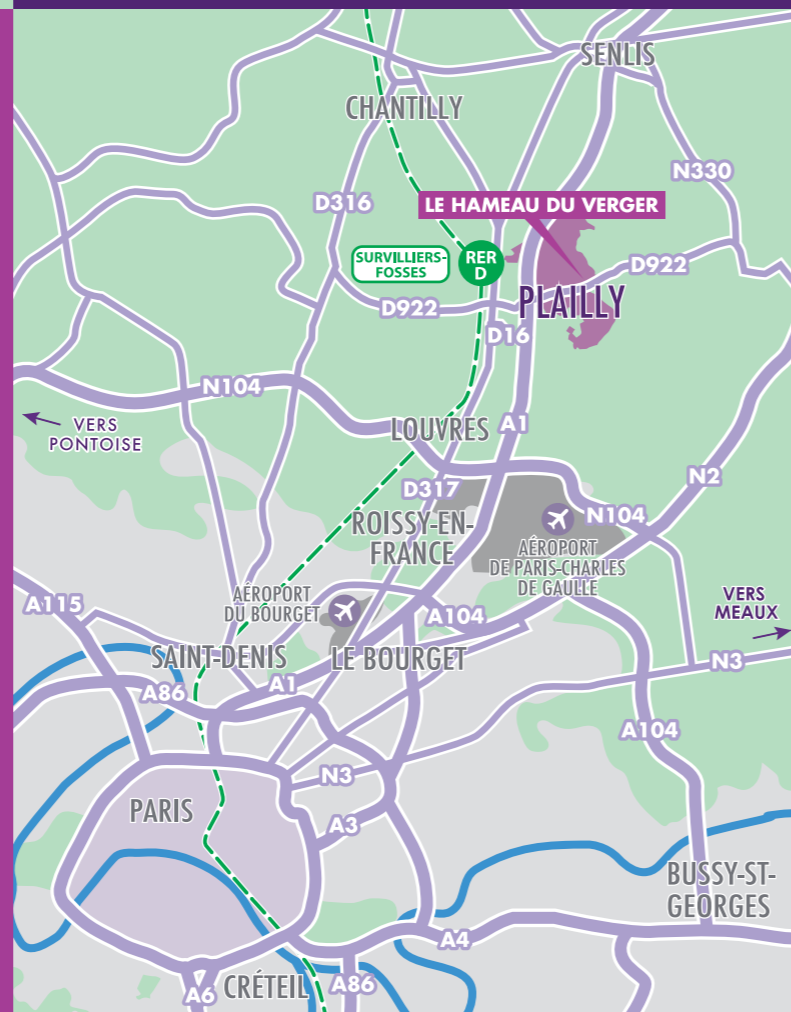 SENLIS
CHANTILLY
N330
D316
LE HAMEAU DU VERGER
SURVILLIERS-
FOSSES
RER
D
D922
D922
PLAILLY
D16
N104
VERS
PONTOISE
LOUVRES
A1
D317
N2
ROISSY-EN-
FRANCE
N104
AÉROPORT
DE PARIS-CHARLES
DE GAULLE
AÉROPORT
DU BOURGET
A115
A104
VERS
MEAUX
SAINT-DENIS
LE BOURGET
N3
A86
A1
A104
N3
PARIS
A3
BUSSY-ST-
GEORGES
A4
A6
CRÉTEIL
A86